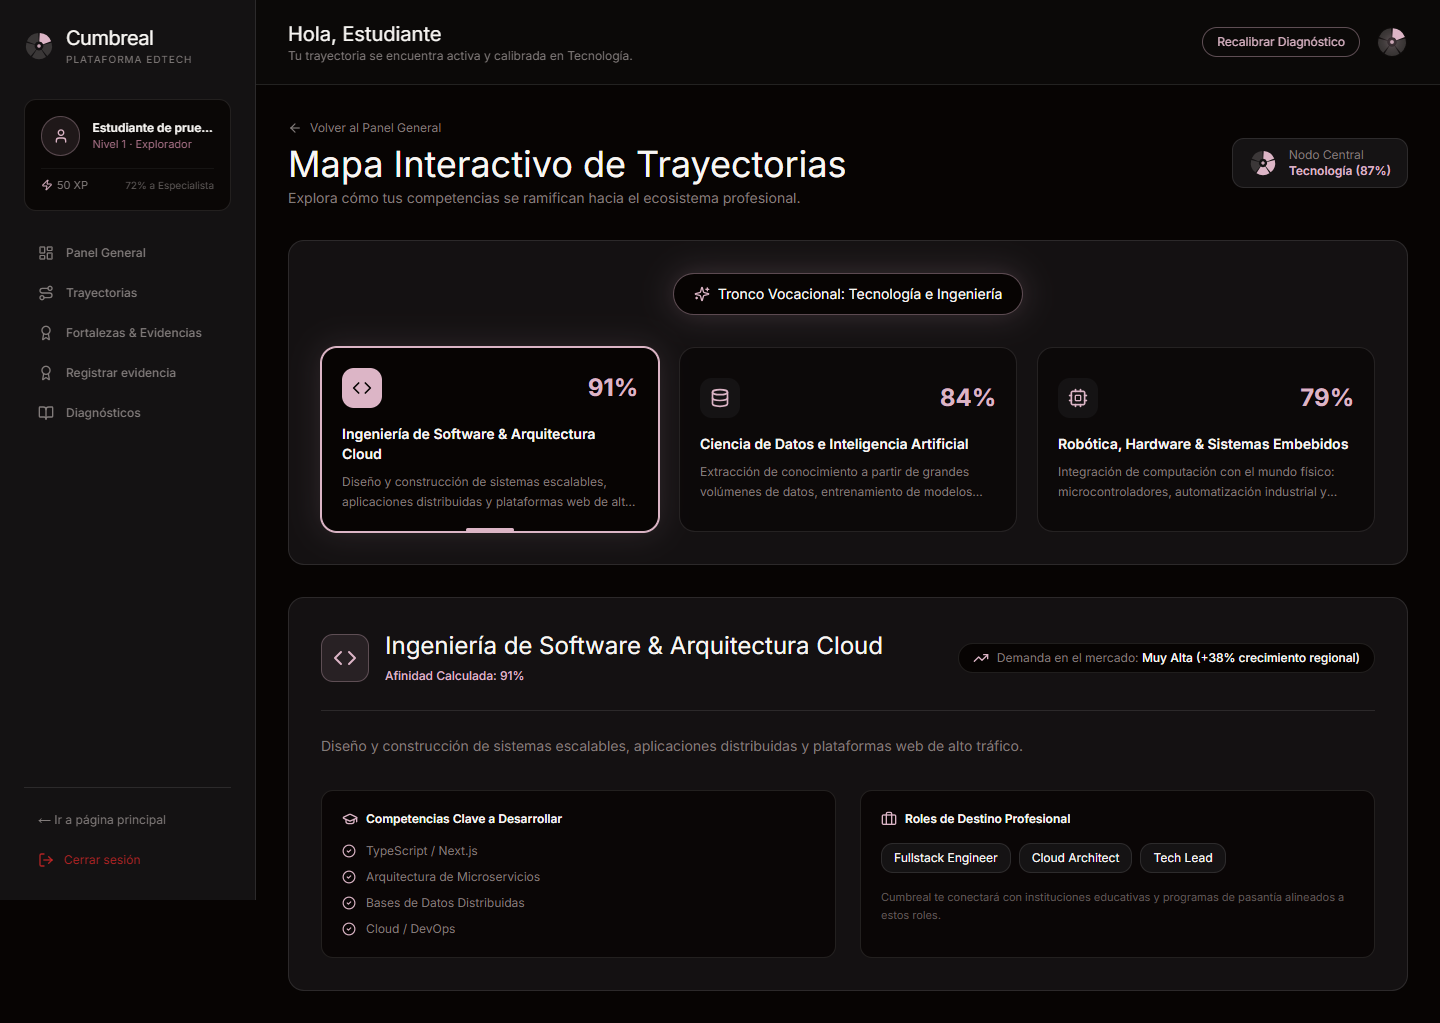 Cumbreal
PLATAFORMA EDTECH
Estudiante de prue...
Nivel 1 · Explorador
50 XP
72% a Especialista
Panel General
Trayectorias
Fortalezas & Evidencias
Registrar evidencia
Diagnósticos
← Ir a página principal
Cerrar sesión
Hola, Estudiante
Tu trayectoria se encuentra activa y calibrada en Tecnología.
Recalibrar Diagnóstico
Volver al Panel General
Mapa Interactivo de Trayectorias
Explora cómo tus competencias se ramifican hacia el ecosistema profesional.
Nodo Central
Tecnología (87%)
Tronco Vocacional: Tecnología e Ingeniería
91%
Ingeniería de Software & Arquitectura
Cloud
Diseño y construcción de sistemas escalables,
aplicaciones distribuidas y plataformas web de alt...
84%
Ciencia de Datos e Inteligencia Artificial
Extracción de conocimiento a partir de grandes
volúmenes de datos, entrenamiento de modelos...
79%
Robótica, Hardware & Sistemas Embebidos
Integración de computación con el mundo físico:
microcontroladores, automatización industrial y...
Ingeniería de Software & Arquitectura Cloud
Afinidad Calculada: 91%
Demanda en el mercado: Muy Alta (+38% crecimiento regional)
Diseño y construcción de sistemas escalables, aplicaciones distribuidas y plataformas web de alto tráfico.
Competencias Clave a Desarrollar
TypeScript / Next.js
Arquitectura de Microservicios
Bases de Datos Distribuidas
Cloud / DevOps
Roles de Destino Profesional
Fullstack Engineer
Cloud Architect
Tech Lead
Cumbreal te conectará con instituciones educativas y programas de pasantía alineados a
estos roles.